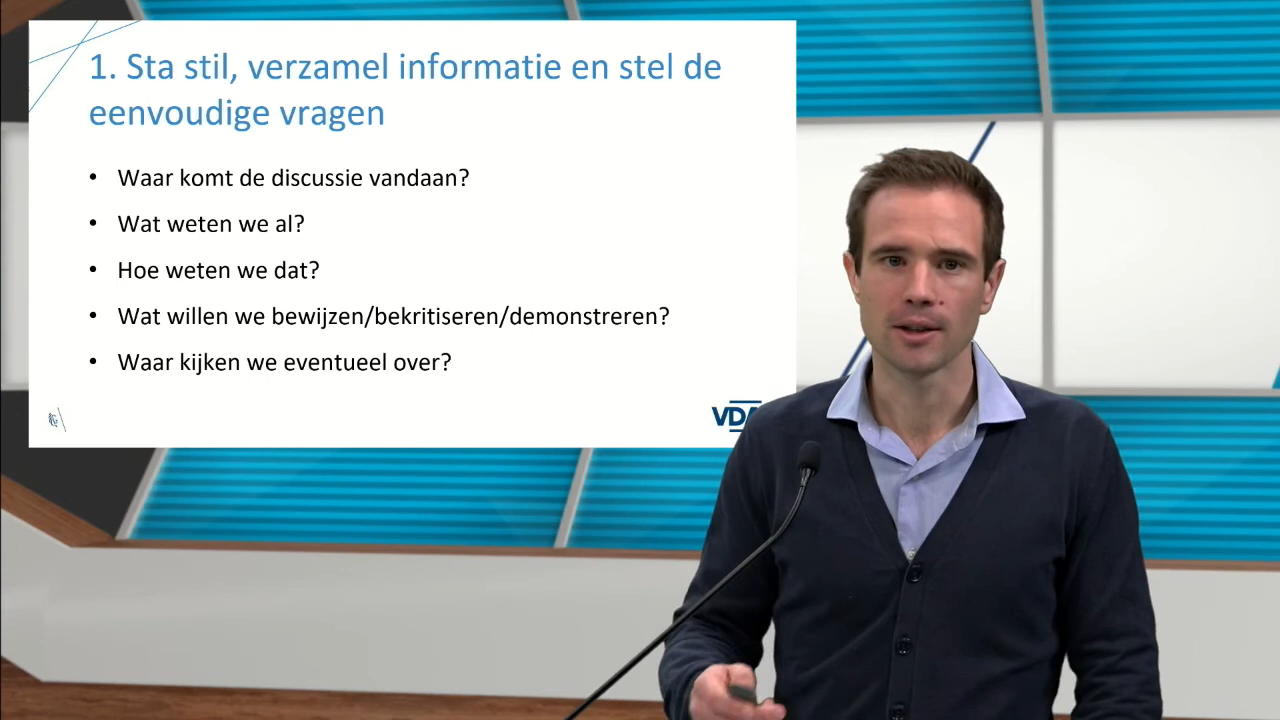 1. Sta stil, verzamel informatie en stel de
eenvoudige vragen
• Waar komt de discussie vandaan?
• Wat weten we al?
• Hoe weten we dat?
• Wat willen we bewijzen/bekritiseren/demonstreren?
• Waar kijken we eventueel over?